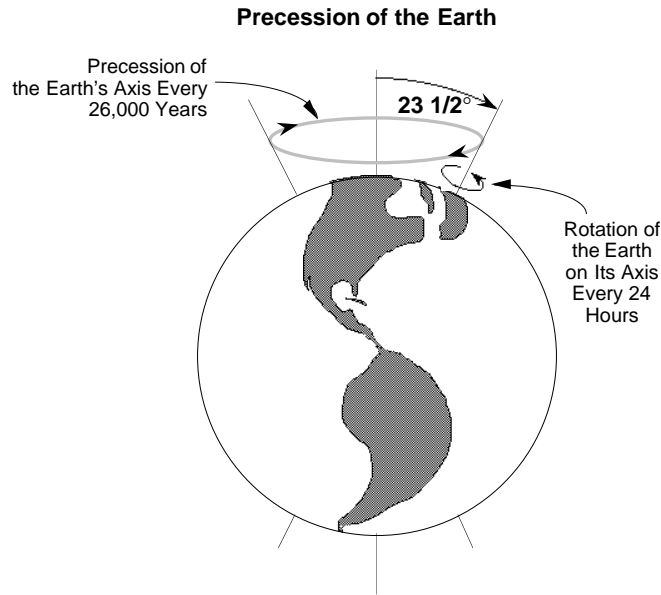 Precession of the Earth
Precession of
the Earth's Axis Every
26,000 Years
23 1/2°
Rotation of
the Earth
on Its Axis
Every 24
Hours